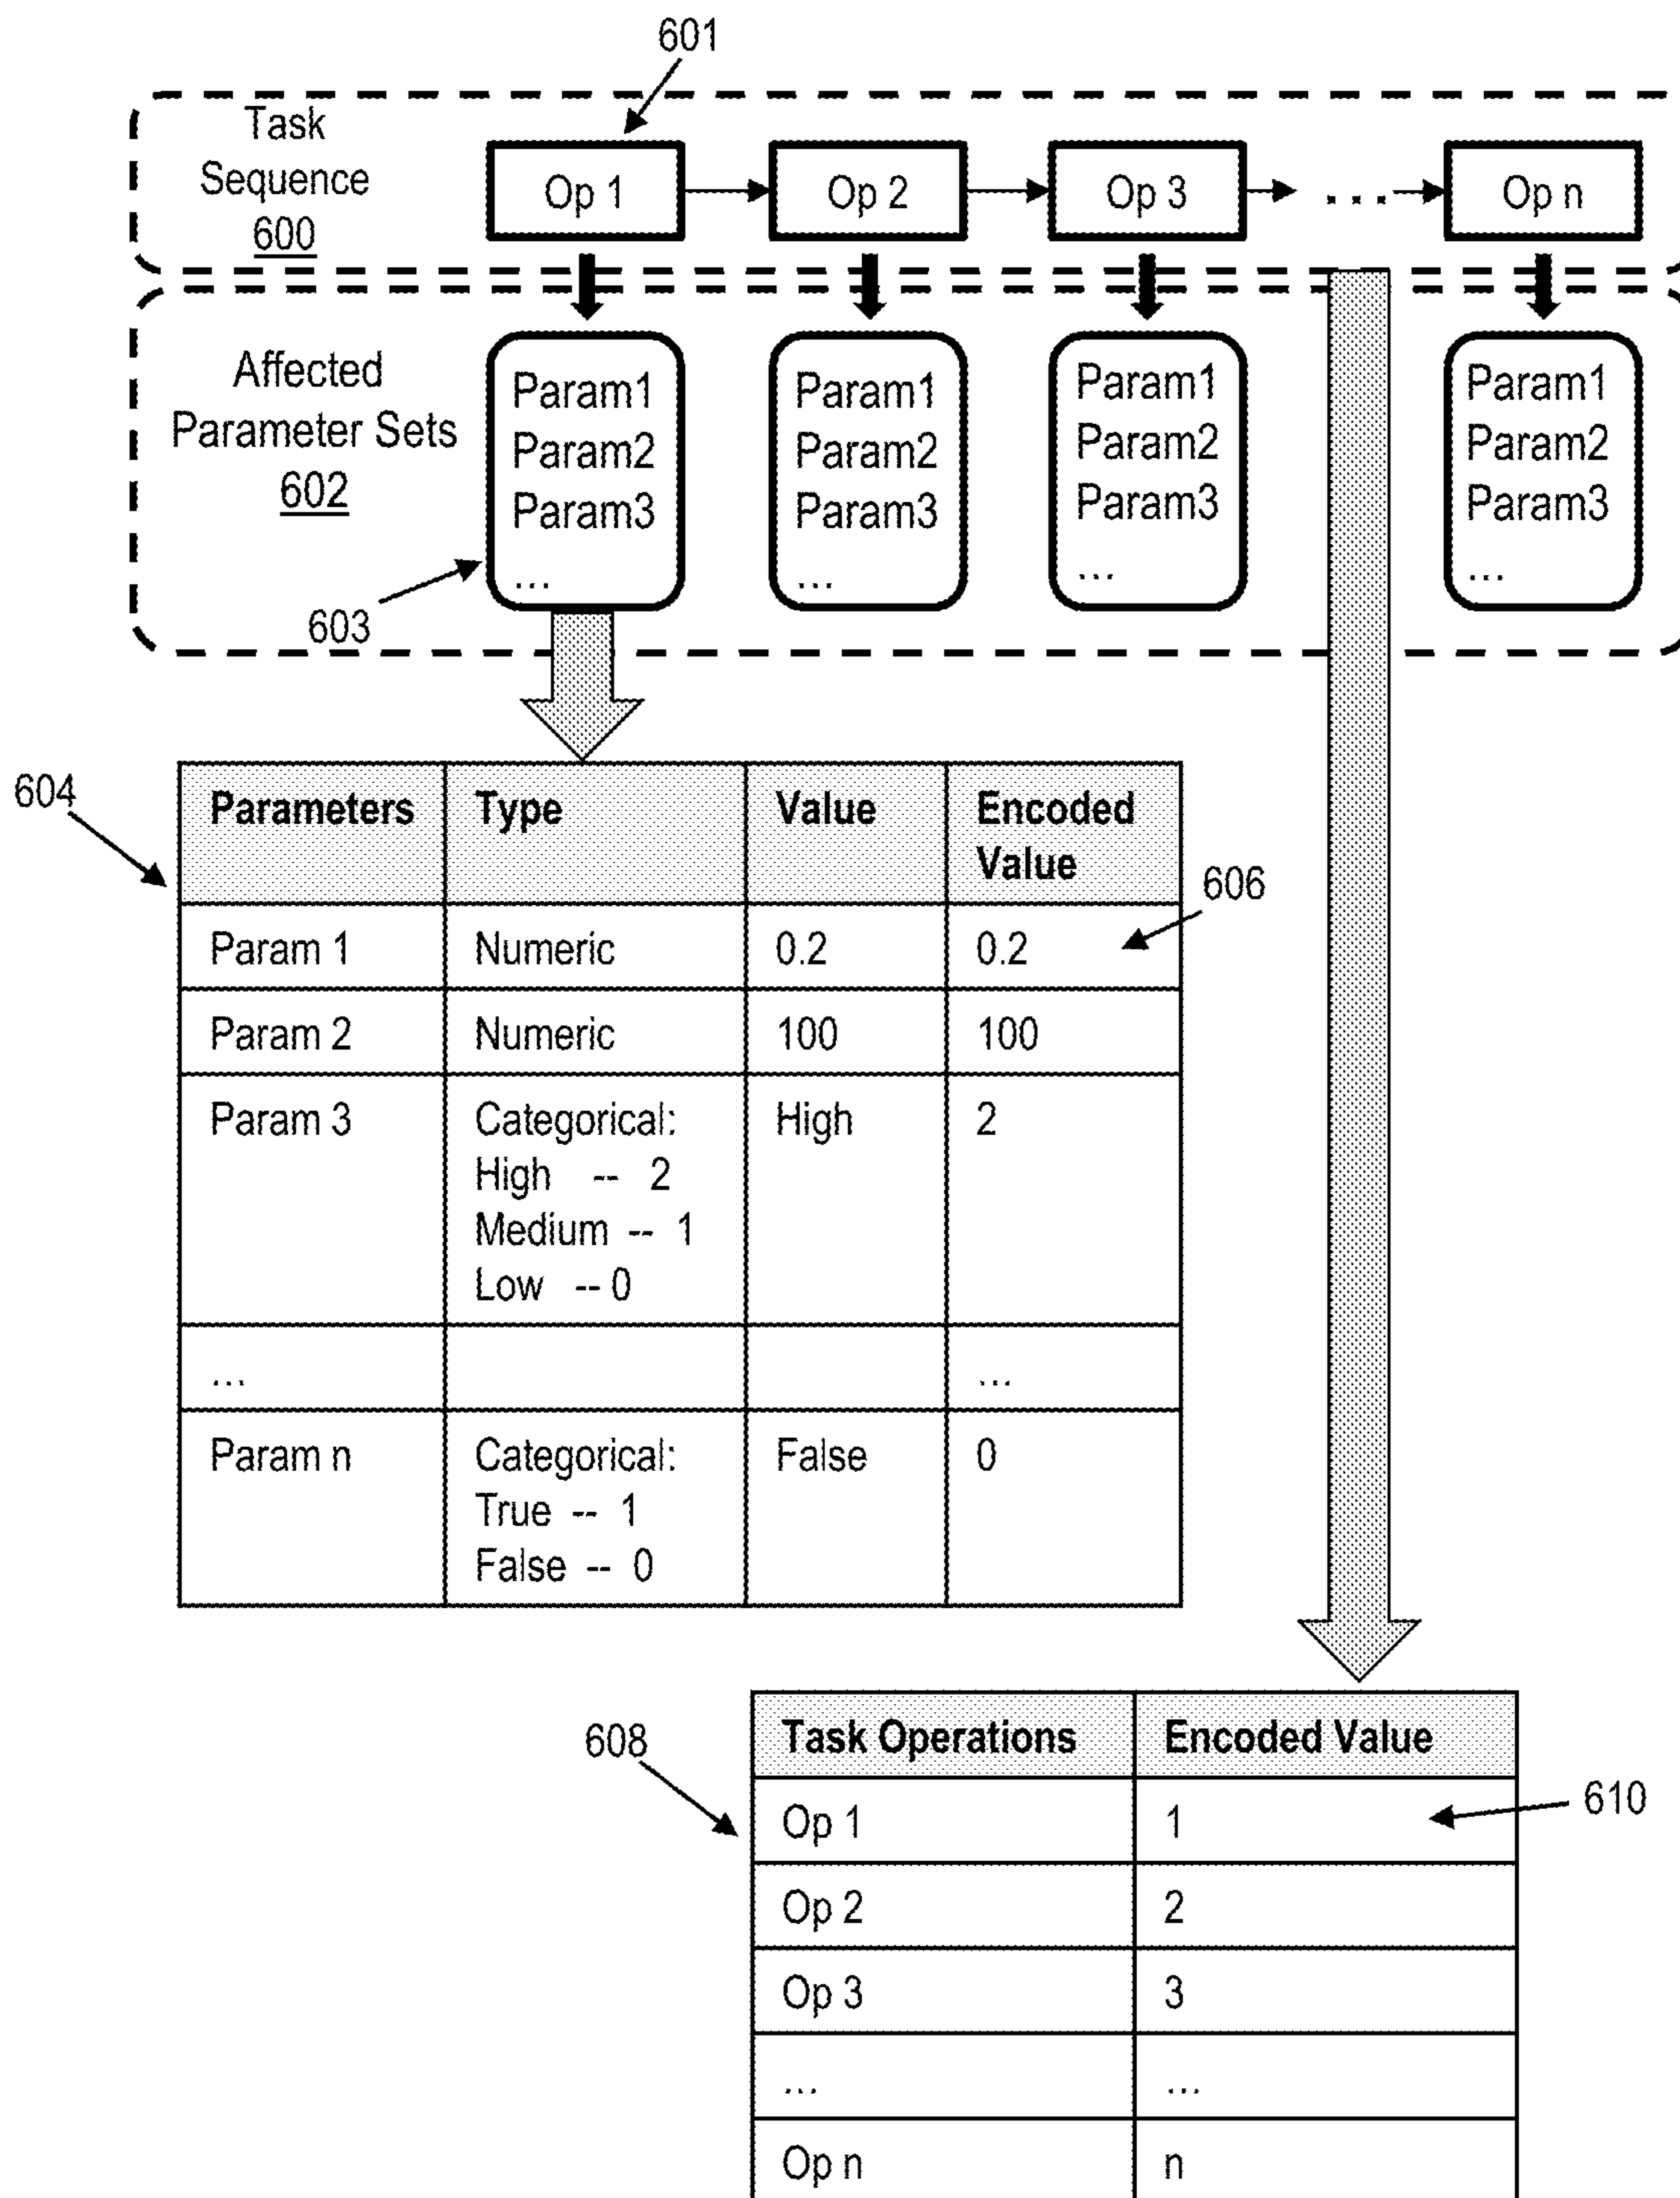 601
Task
Sequence
600
Op 1
Op 2
Op 3
...
Op n
Affected
Parameter Sets
602
Param1
Param2
Param3
...
Param1
Param2
Param3
...
Param1
Param2
Param3
...
Param1
Param2
Param3
...
603
604
Parameters Type Value Encoded
Value
606
Param 1 Numeric 0.2 0.2
Param 2 Numeric 100 100
Param 3 Categorical: High 2
High -- 2
Medium -- 1
Low -- 0
... ...
Param n Categorical: False 0
True -- 1
False -- 0
608
Task Operations Encoded Value
Op 1 1
610
Op 2 2
Op 3 3
... ...
Op n n